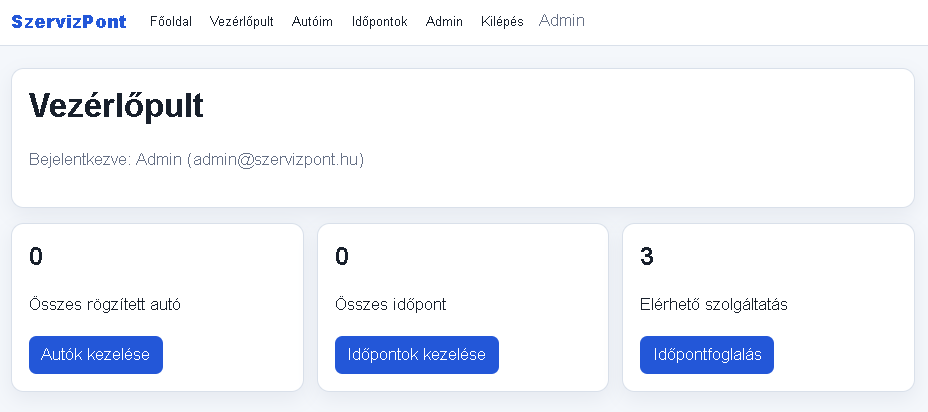 SzervizPont Főoldal Vezérlőpult Autóim Időpontok Admin Kilépés Admin
Vezérlőpult
Bejelentkezve: Admin (admin@szervizpont.hu)
0
Összes rögzített autó
Autók kezelése
0
Összes időpont
Időpontok kezelése
3
Elérhető szolgáltatás
Időpontfoglalás